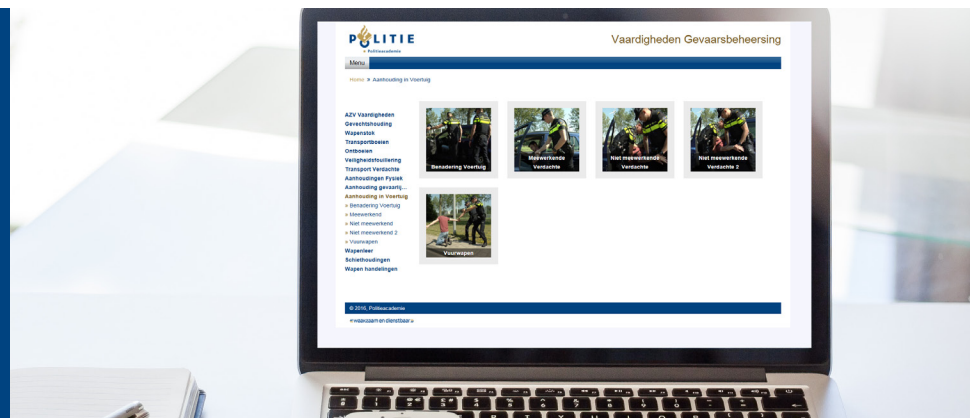 POLITIE
» Politieacademie
Vaardigheden Gevaarsbeheersing
Menu
Home » Aanhouding in Voertuig
AZV Vaardigheden
Gevechtshouding
Wapenstok
Transportboeien
Ontboeien
Veiligheidsfouillering
Transport Verdachte
Aanhoudingen Fysiek
Aanhouding gevaarlij...
Aanhouding in Voertuig
» Benadering Voertuig
» Meewerkend
» Niet meewerkend
» Niet meewerkend 2
» Vuurwapen
Wapenleer
Schiethoudingen
Wapen handelingen
Benadering Voertuig
Meewerkende
Verdachte
Niet meewerkende
Verdachte
Niet meewerkende
Verdachte 2
Vuurwapen
© 2016, Politieacademie
«waakzaam en dienstbaar»